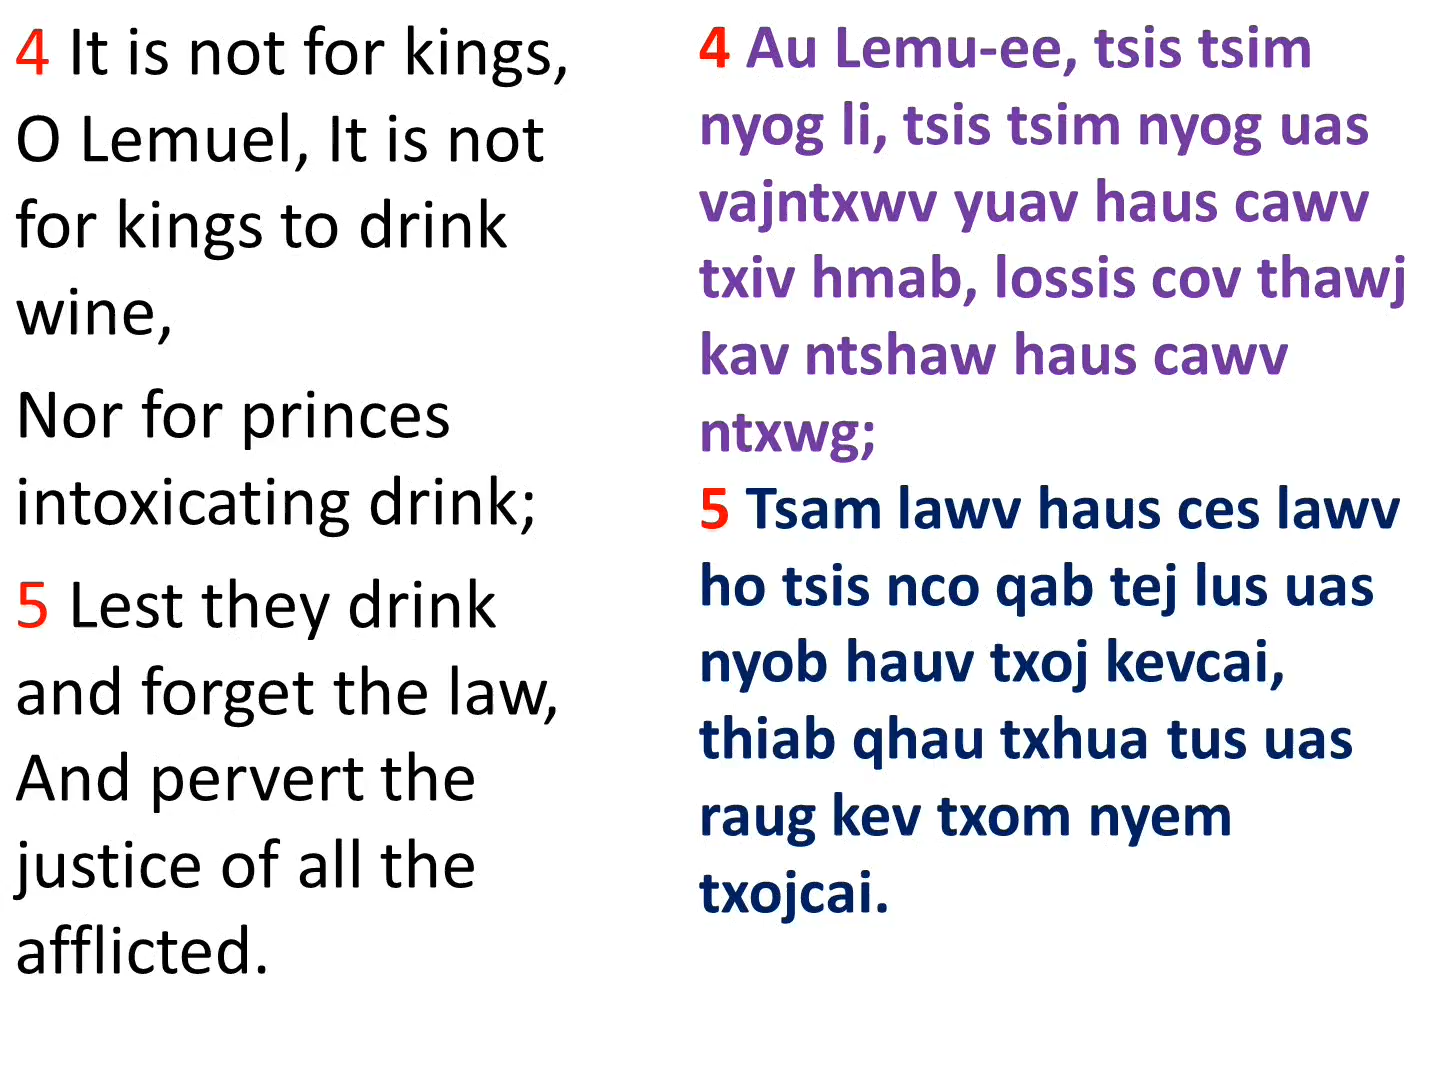 4 It is not for kings,
O Lemuel, It is not
for kings to drink
wine,
Nor for princes
intoxicating drink;
5 Lest they drink
and forget the law,
And pervert the
justice of all the
afflicted.
4 Au Lemu-ee, tsis tsim
nyog li, tsis tsim nyog uas
vajntxwv yuav haus cawv
txiv hmab, lossis cov thawj
kav ntshaw haus cawv
ntxwg;
5 Tsam lawv haus ces lawv
ho tsis nco qab tej lus uas
nyob hauv txoj kevcai,
thiab qhau txhua tus uas
raug kev txom nyem
txojcai.